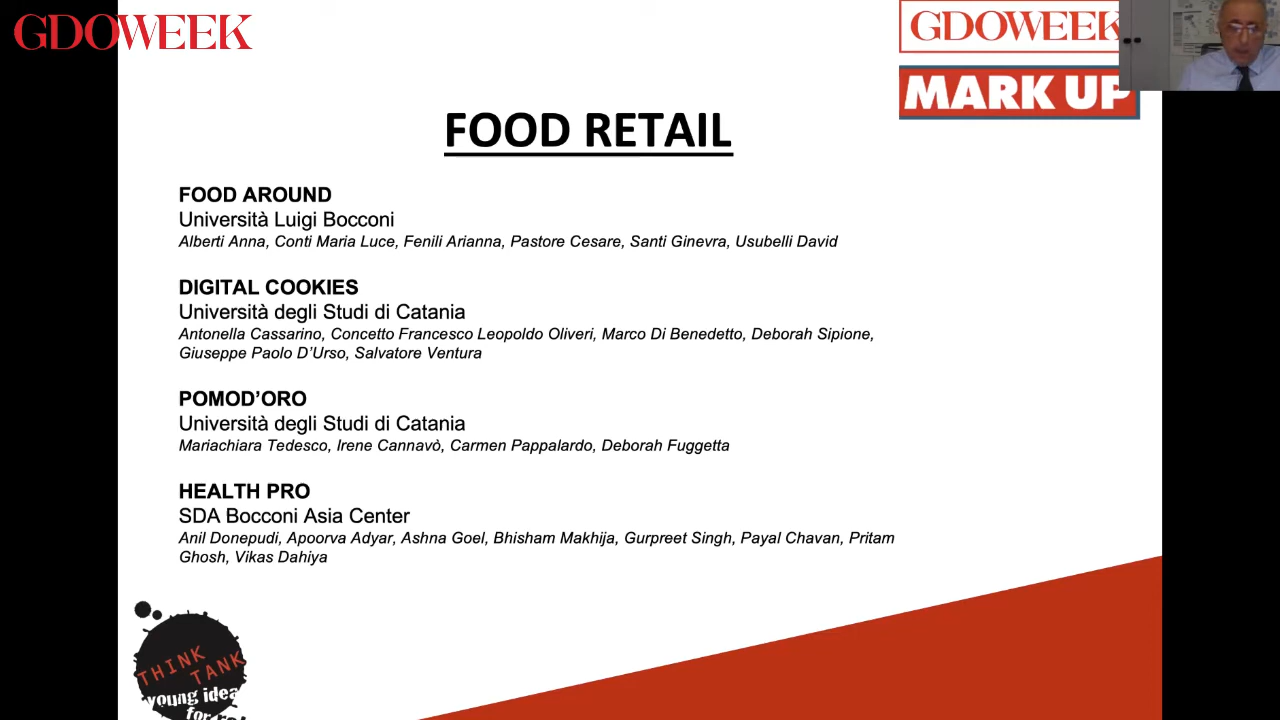 GDOWEEK
GDOWEEK
MARK UP
FOOD RETAIL
FOOD AROUND
Università Luigi Bocconi
Alberti Anna, Conti Maria Luce, Fenili Arianna, Pastore Cesare, Santi Ginevra, Usubelli David
DIGITAL COOKIES
Università degli Studi di Catania
Antonella Cassarino, Concetto Francesco Leopoldo Oliveri, Marco Di Benedetto, Deborah Sipione,
Giuseppe Paolo D’Urso, Salvatore Ventura
POMOD’ORO
Università degli Studi di Catania
Mariachiara Tedesco, Irene Cannavò, Carmen Pappalardo, Deborah Fuggetta
HEALTH PRO
SDA Bocconi Asia Center
Anil Donepudi, Apoorva Adyar, Ashna Goel, Bhisham Makhija, Gurpreet Singh, Payal Chavan, Pritam
Ghosh, Vikas Dahiya
THINK
TANK
young idea
for